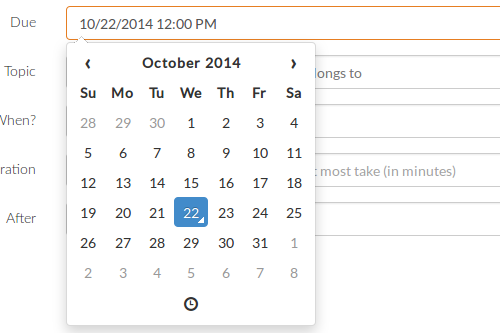 Due 10/22/2014 12:00 PM
‹ October 2014 ›
Topic longs to
Su Mo Tu We Th Fr Sa
28 29 30 1 2 3 4
When?
5 6 7 8 9 10 11
ration most take (in minutes)
12 13 14 15 16 17 18
After 19 20 21 22 23 24 25
26 27 28 29 30 31 1
2 3 4 5 6 7 8